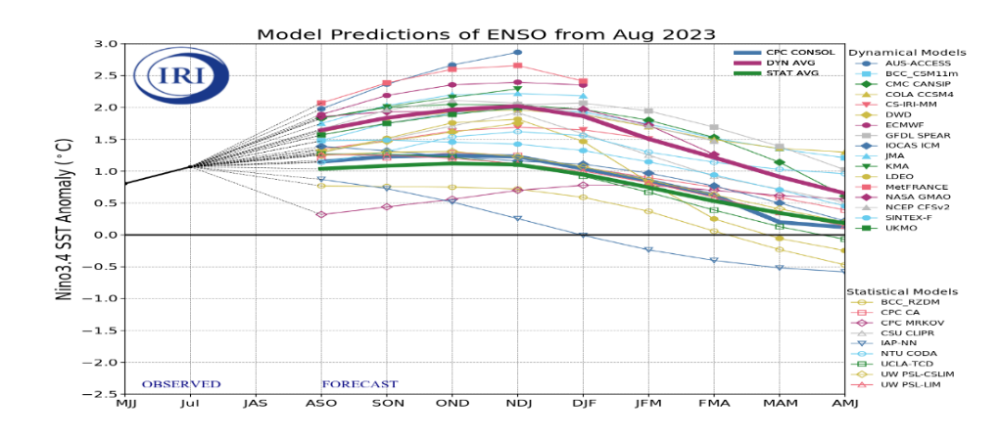 Model Predictions of ENSO from Aug 2023
Nino3.4 SST Anomaly (°C)
3.0
2.5
2.0
1.5
1.0
0.5
0.0
−0.5
−1.0
−1.5
−2.0
−2.5
IRI
CPC CONSOL
DYN AVG
STAT AVG
OBSERVED
FORECAST
MJJ Jul JAS ASO SON OND NDJ DJF JFM FMA MAM AMJ
Dynamical Models
AUS-ACCESS
BCC_CSM11m
CMC CANSIP
COLA CCSM4
CS-IRI-MM
DWD
ECMWF
GFDL SPEAR
IOCAS ICM
JMA
KMA
LDEO
MetFRANCE
NASA GMAO
NCEP CFSv2
SINTEX-F
UKMO
Statistical Models
BCC_RZDM
CPC CA
CPC MRKOV
CSU CLIPR
IAP-NN
NTU CODA
UCLA-TCD
UW PSL-CSLIM
UW PSL-LIM